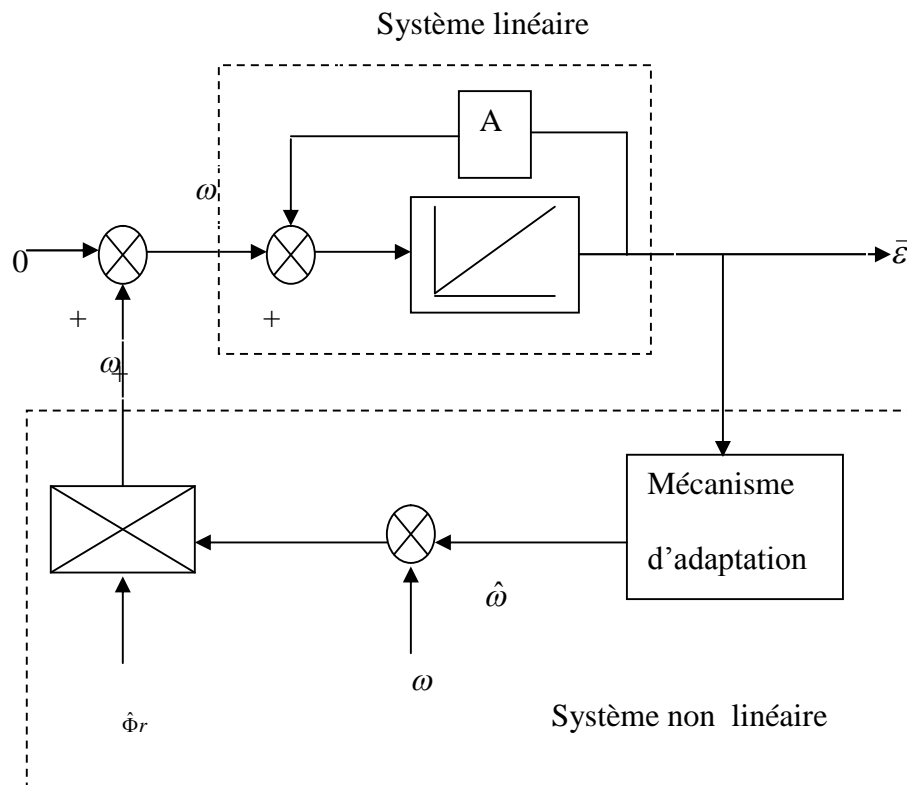 Système linéaire
A
ω
0
ε̄
+
+
ω
+
Mécanisme
d'adaptation
ω̂
ω
Φ̂r
Système non linéaire